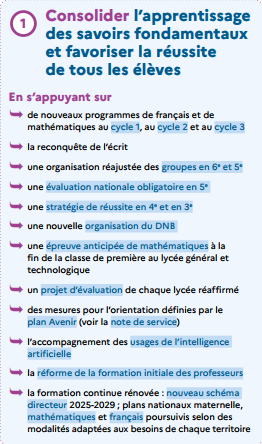 1 Consolider l'apprentissage
des savoirs fondamentaux
et favoriser la réussite
de tous les élèves
En s'appuyant sur
de nouveaux programmes de français et de
mathématiques au cycle 1, au cycle 2 et au cycle 3
la reconquête de l'écrit
une organisation réajustée des groupes en 6e et 5e
une évaluation nationale obligatoire en 5e
une stratégie de réussite en 4e et en 3e
une nouvelle organisation du DNB
une épreuve anticipée de mathématiques à la
fin de la classe de première au lycée général et
technologique
un projet d'évaluation de chaque lycée réaffirmé
des mesures pour l'orientation définies par le
plan Avenir (voir la note de service)
l'accompagnement des usages de l'intelligence
artificielle
la réforme de la formation initiale des professeurs
la formation continue rénovée : nouveau schéma
directeur 2025-2029 ; plans nationaux maternelle,
mathématiques et français poursuivis selon des
modalités adaptées aux besoins de chaque territoire